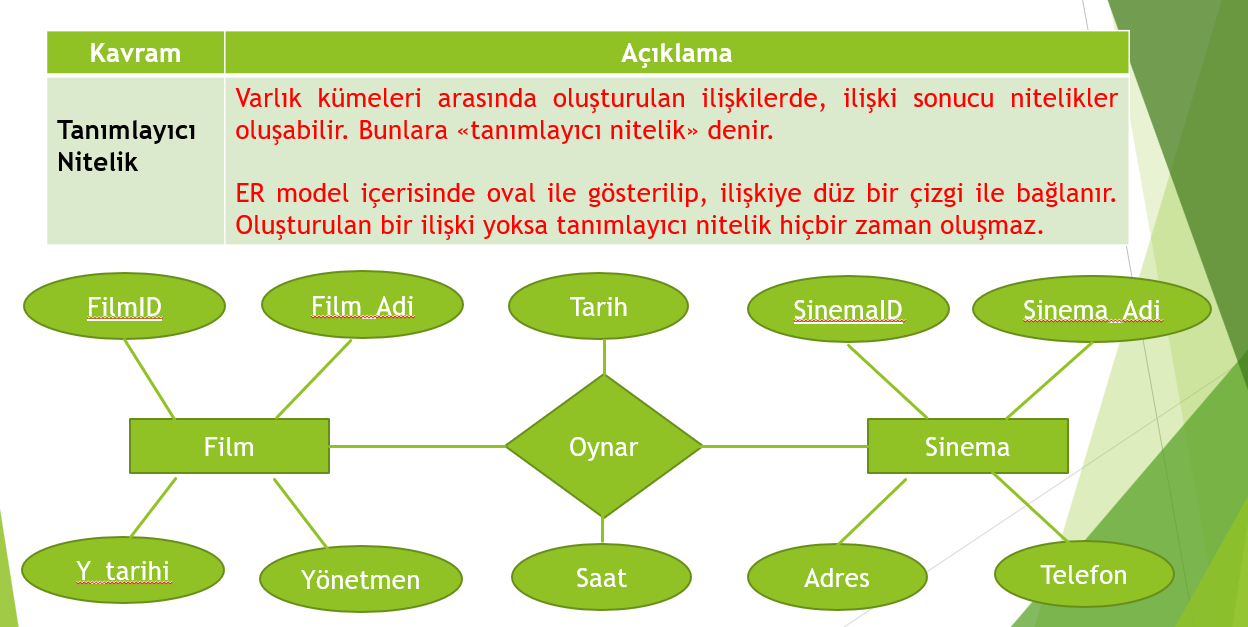 Kavram
Açıklama
Tanımlayıcı
Nitelik
Varlık kümeleri arasında oluşturulan ilişkilerde, ilişki sonucu nitelikler
oluşabilir. Bunlara «tanımlayıcı nitelik» denir.
ER model içerisinde oval ile gösterilip, ilişkiye düz bir çizgi ile bağlanır.
Oluşturulan bir ilişki yoksa tanımlayıcı nitelik hiçbir zaman oluşmaz.
FilmID
Film_Adi
Tarih
SinemaID
Sinema_Adi
Film
Oynar
Sinema
Y_tarihi
Yönetmen
Saat
Adres
Telefon